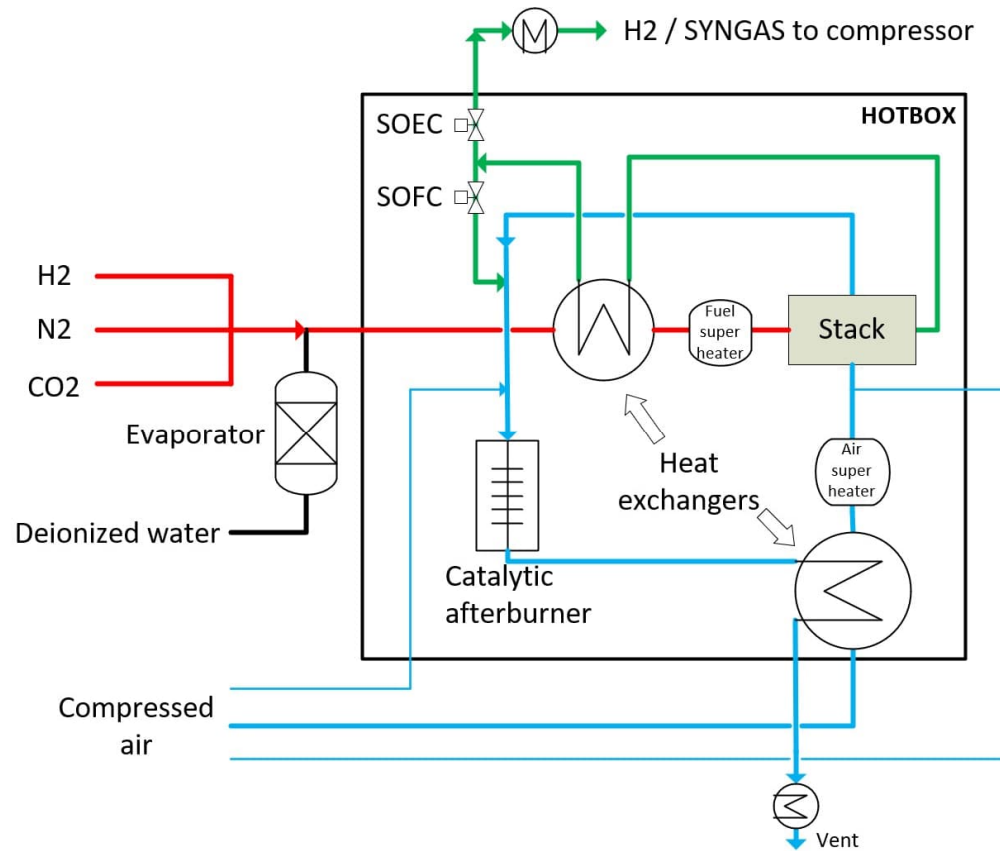 H2 / SYNGAS to compressor
HOTBOX
SOEC
SOFC
H2
N2
CO2
Fuel
super
heater
Stack
Evaporator
Air
super
heater
Heat
exchangers
Deionized water
Catalytic
afterburner
Compressed
air
Vent